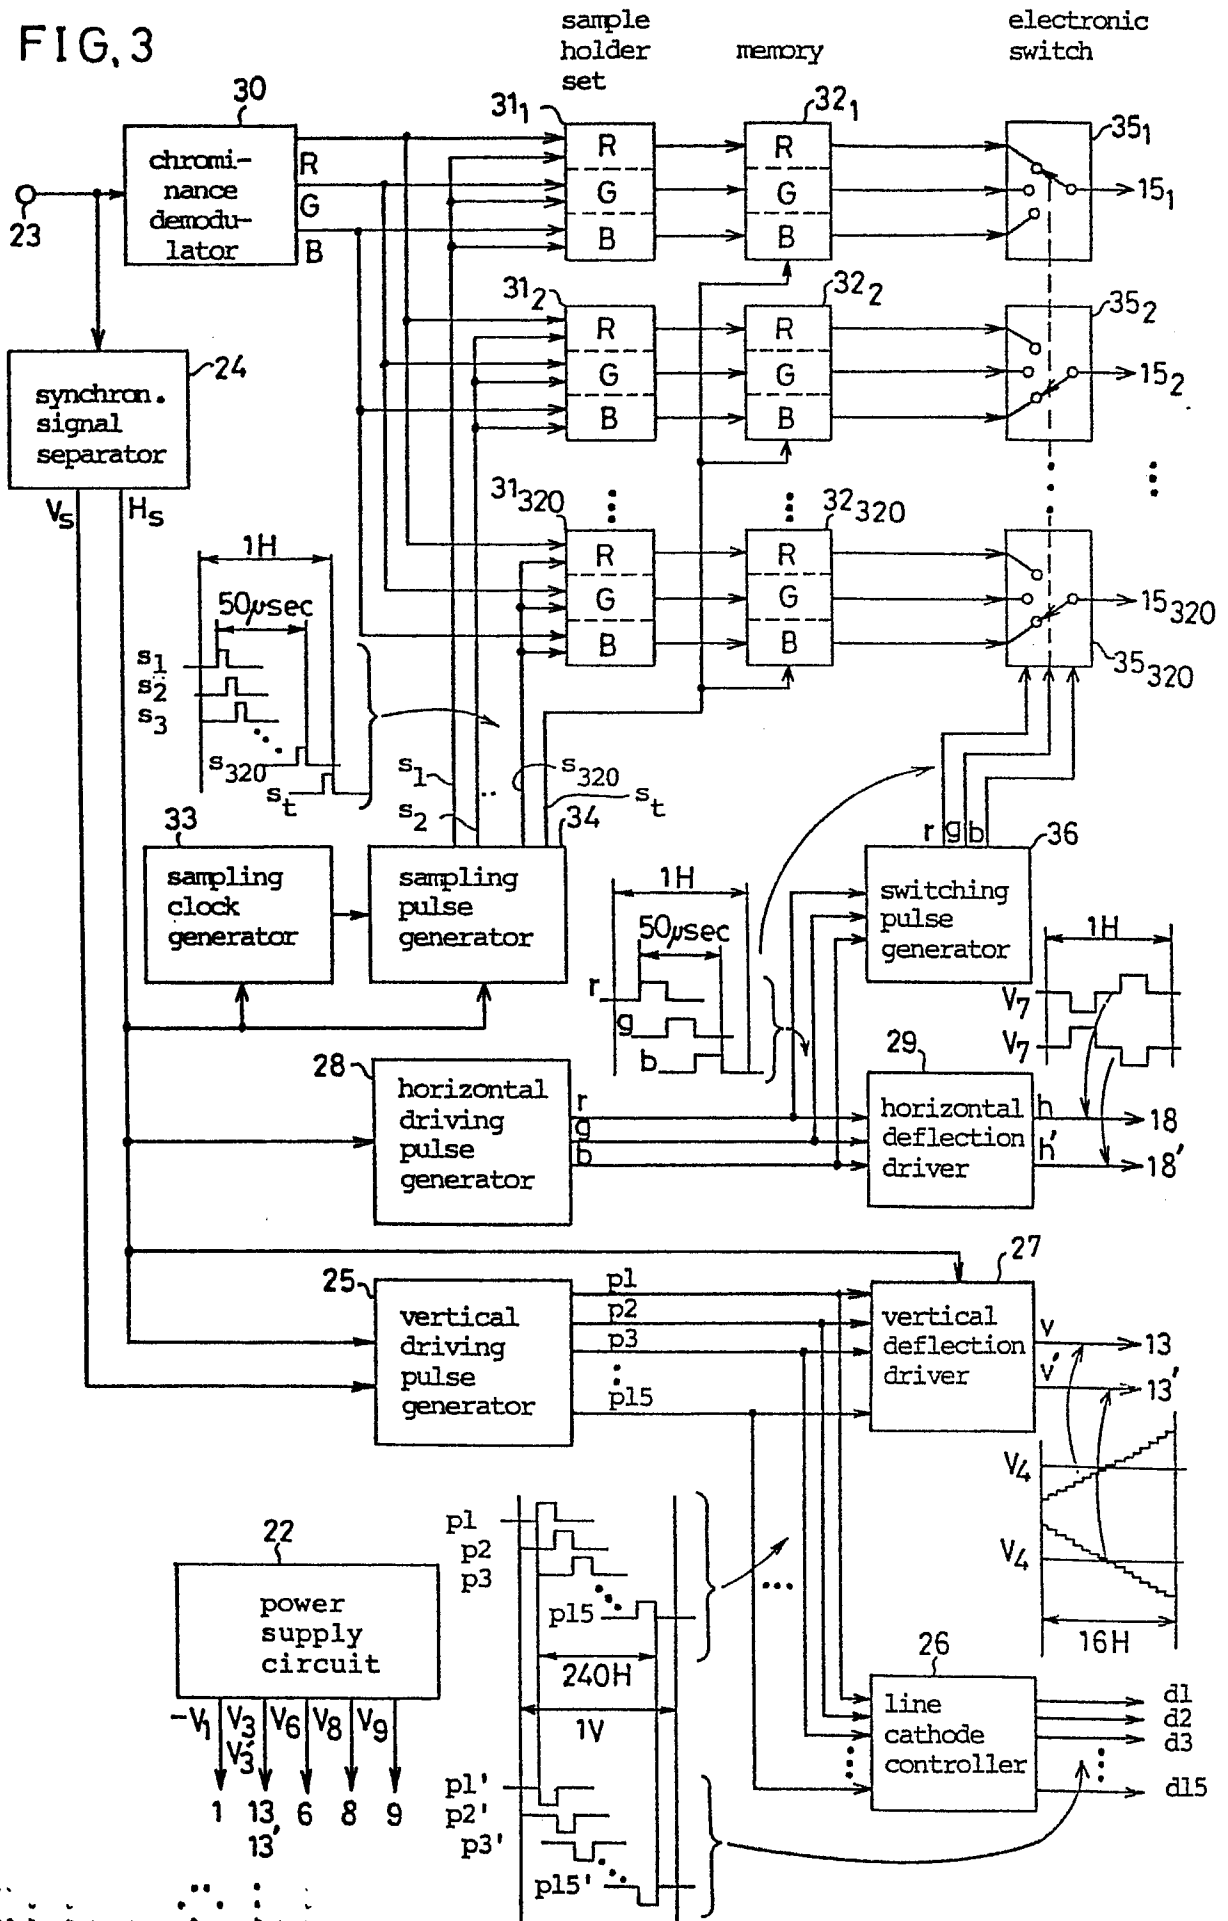 FIG. 3
sample
holder
set
memory
electronic
switch
30
chromi-
nance
demodu-
lator
23
R
G
B
31₁
R
G
B
32₁
R
G
B
35₁
15₁
31₂
R
G
B
32₂
R
G
B
35₂
15₂
24
synchron.
signal
separator
Vs
Hs
31₃₂₀
R
G
B
32₃₂₀
R
G
B
15₃₂₀
35₃₂₀
1H
50μsec
s₁
s₂
s₃
s₃₂₀
sₜ
s₁
s₂
s₃₂₀
sₜ
33
sampling
clock
generator
34
sampling
pulse
generator
r g b
36
switching
pulse
generator
1H
50μsec
r
g
b
1H
V₇
V₇
28
horizontal
driving
pulse
generator
r
g
b
29
horizontal
deflection
driver
h
18
h'
18'
25
vertical
driving
pulse
generator
p1
p2
p3
p15
27
vertical
deflection
driver
v
13
v'
13'
V₄
V₄
16H
22
power
supply
circuit
-V₁
V₃
V₃'
V₆
V₈
V₉
1
13
13'
6
8
9
p1
p2
p3
p15
240H
1V
p1'
p2'
p3'
p15'
26
line
cathode
controller
d1
d2
d3
d15